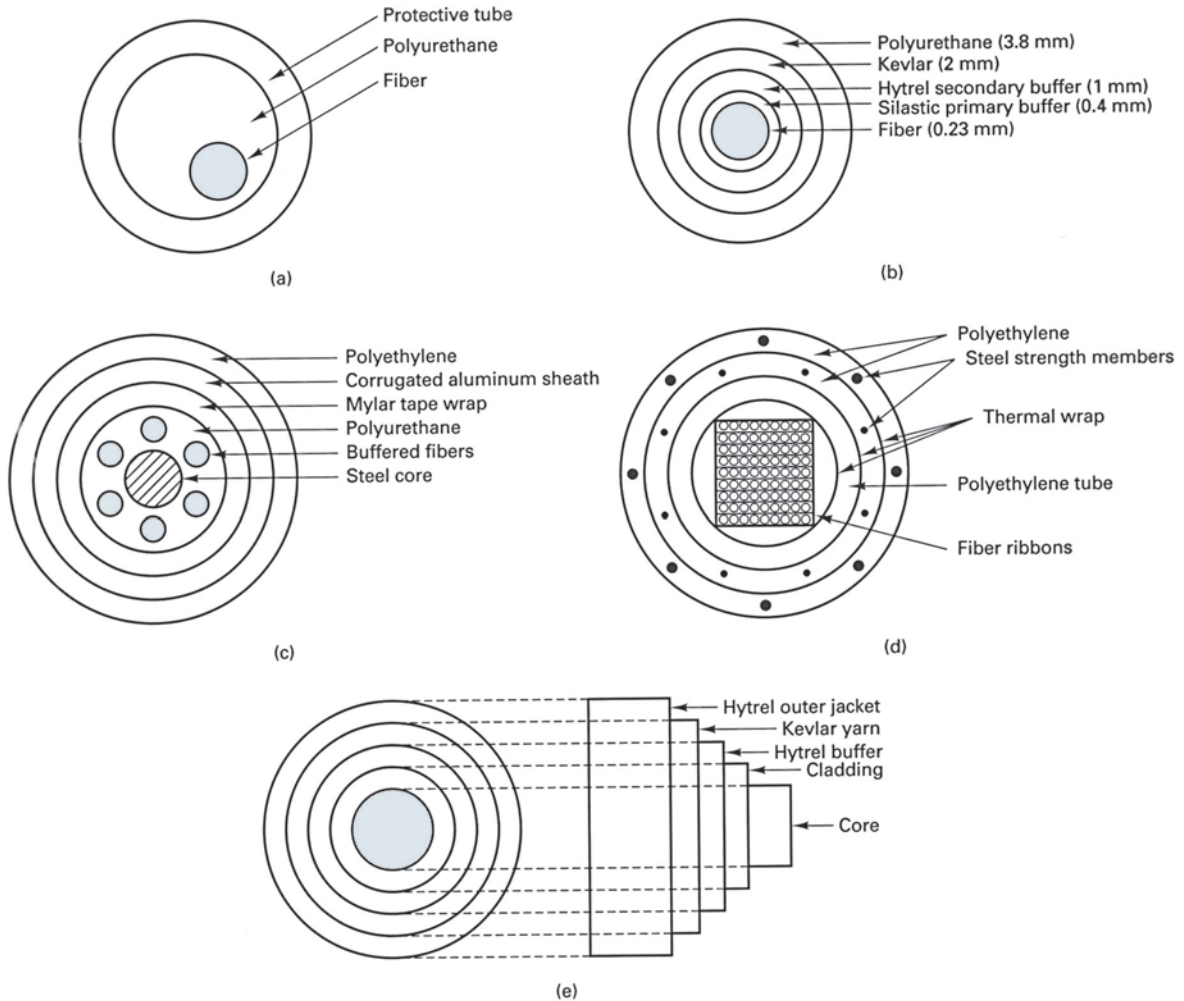 Protective tube
Polyurethane
Fiber
(a)
Polyurethane (3.8 mm)
Kevlar (2 mm)
Hytrel secondary buffer (1 mm)
Silastic primary buffer (0.4 mm)
Fiber (0.23 mm)
(b)
Polyethylene
Corrugated aluminum sheath
Mylar tape wrap
Polyurethane
Buffered fibers
Steel core
(c)
Polyethylene
Steel strength members
Thermal wrap
Polyethylene tube
Fiber ribbons
(d)
Hytrel outer jacket
Kevlar yarn
Hytrel buffer
Cladding
Core
(e)